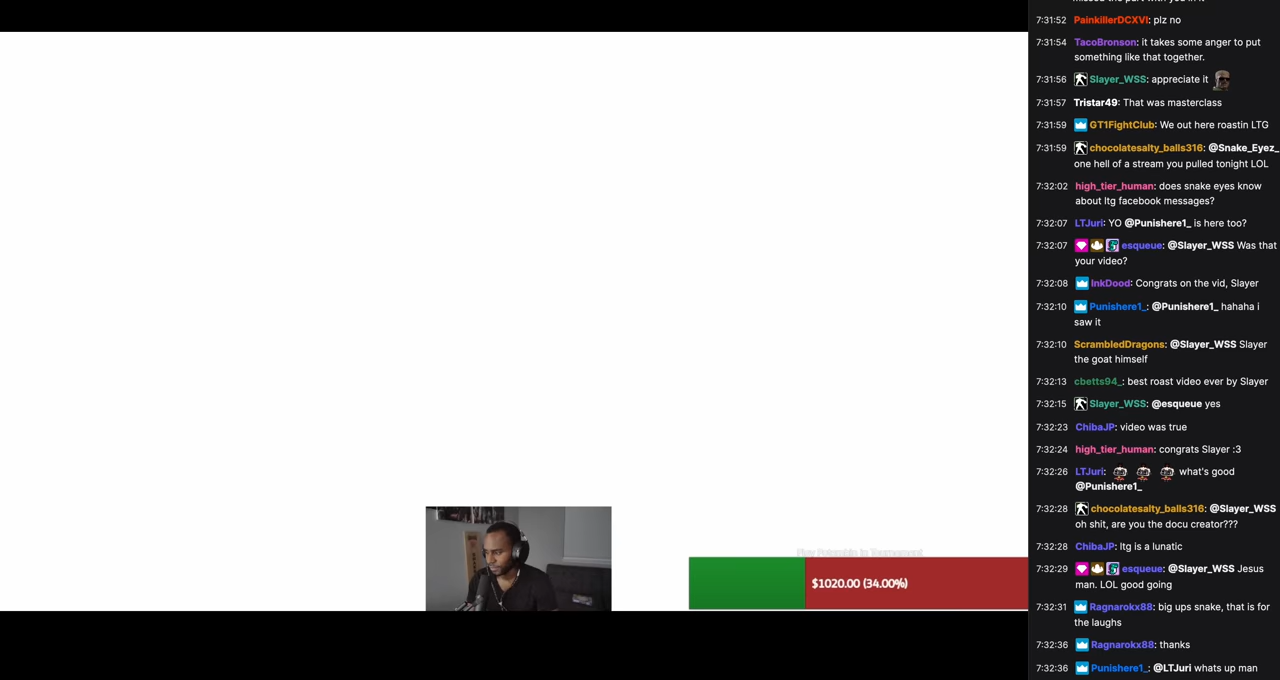 missed the part with you in it
7:31:52 PainkillerDCXVI: plz no
7:31:54 TacoBronson: it takes some anger to put
something like that together.
7:31:56 Slayer_WSS: appreciate it
7:31:57 Tristar49: That was masterclass
7:31:59 GT1FightClub: We out here roastin LTG
7:31:59 chocolatesalty_balls316: @Snake_Eyez_
one hell of a stream you pulled tonight LOL
7:32:02 high_tier_human: does snake eyes know
about ltg facebook messages?
7:32:07 LTJuri: YO @Punishere1_ is here too?
7:32:07 esqueue: @Slayer_WSS Was that
your video?
7:32:08 InkDood: Congrats on the vid, Slayer
7:32:10 Punishere1_: @Punishere1_ hahaha i
saw it
7:32:10 ScrambledDragons: @Slayer_WSS Slayer
the goat himself
7:32:13 cbetts94_: best roast video ever by Slayer
7:32:15 Slayer_WSS: @esqueue yes
7:32:23 ChibaJP: video was true
7:32:24 high_tier_human: congrats Slayer :3
7:32:26 LTJuri: what's good
@Punishere1_
7:32:28 chocolatesalty_balls316: @Slayer_WSS
oh shit, are you the docu creator???
7:32:28 ChibaJP: ltg is a lunatic
7:32:29 esqueue: @Slayer_WSS Jesus
man. LOL good going
7:32:31 Ragnarokx88: big ups snake, that is for
the laughs
7:32:36 Ragnarokx88: thanks
7:32:36 Punishere1_: @LTJuri whats up man
in Tournament
$1020.00 (34.00%)